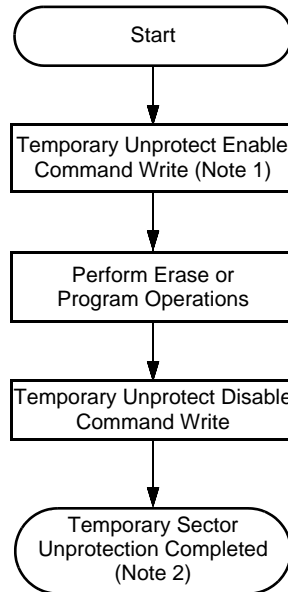 Start
Temporary Unprotect Enable
Command Write (Note 1)
Perform Erase or
Program Operations
Temporary Unprotect Disable
Command Write
Temporary Sector
Unprotection Completed
(Note 2)